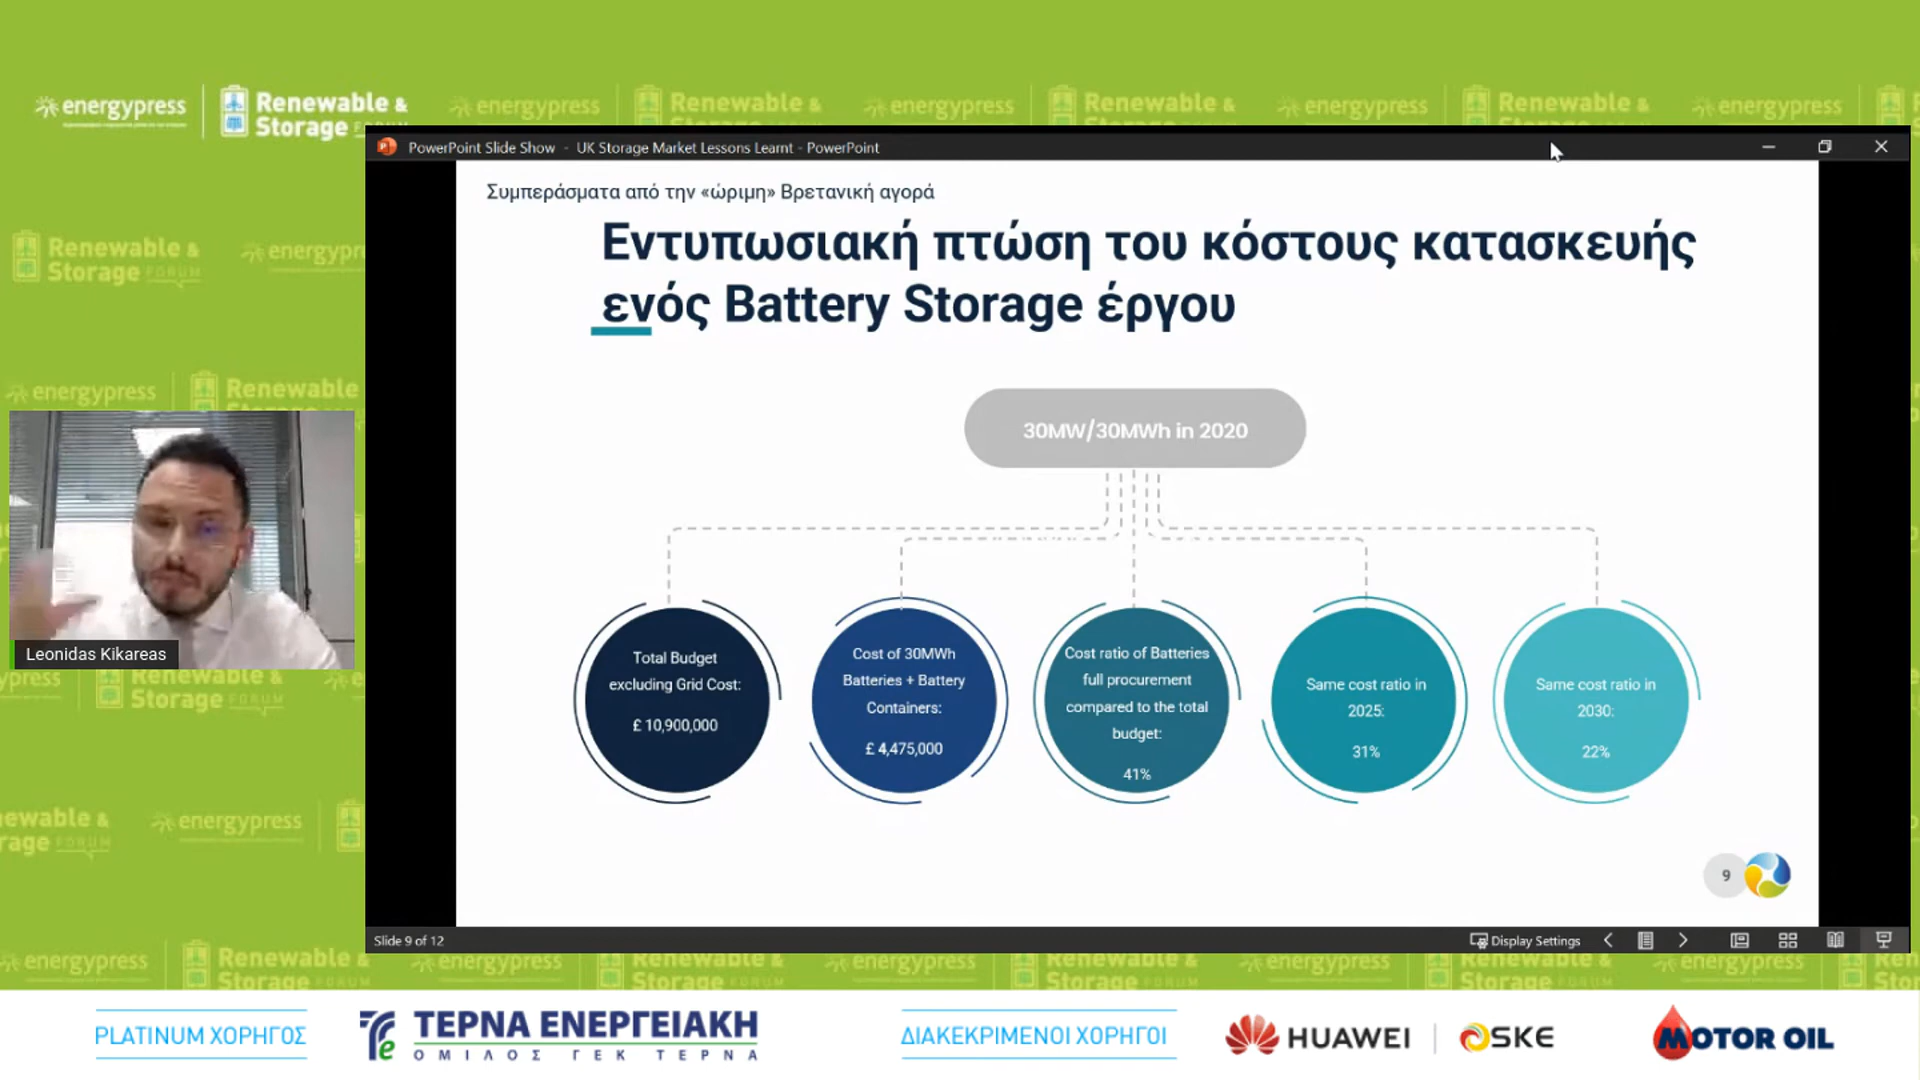 energypress
Renewable &
Storage FORUM
PowerPoint Slide Show - UK Storage Market Lessons Learnt - PowerPoint
Συμπεράσματα από την «ώριμη» Βρετανική αγορά
Εντυπωσιακή πτώση του κόστους κατασκευής
ενός Battery Storage έργου
30MW/30MWh in 2020
Total Budget
excluding Grid Cost:
£ 10,900,000
Cost of 30MWh
Batteries + Battery
Containers:
£ 4,475,000
Cost ratio of Batteries
full procurement
compared to the total
budget:
41%
Same cost ratio in
2025:
31%
Same cost ratio in
2030:
22%
9
Slide 9 of 12
Display Settings
Leonidas Kikareas
PLATINUM ΧΟΡΗΓΟΣ
ΤΕΡΝΑ ΕΝΕΡΓΕΙΑΚΗ
ΟΜΙΛΟΣ ΓΕΚ ΤΕΡΝΑ
ΔΙΑΚΕΚΡΙΜΕΝΟΙ ΧΟΡΗΓΟΙ
HUAWEI
SKE
MOTOR OIL